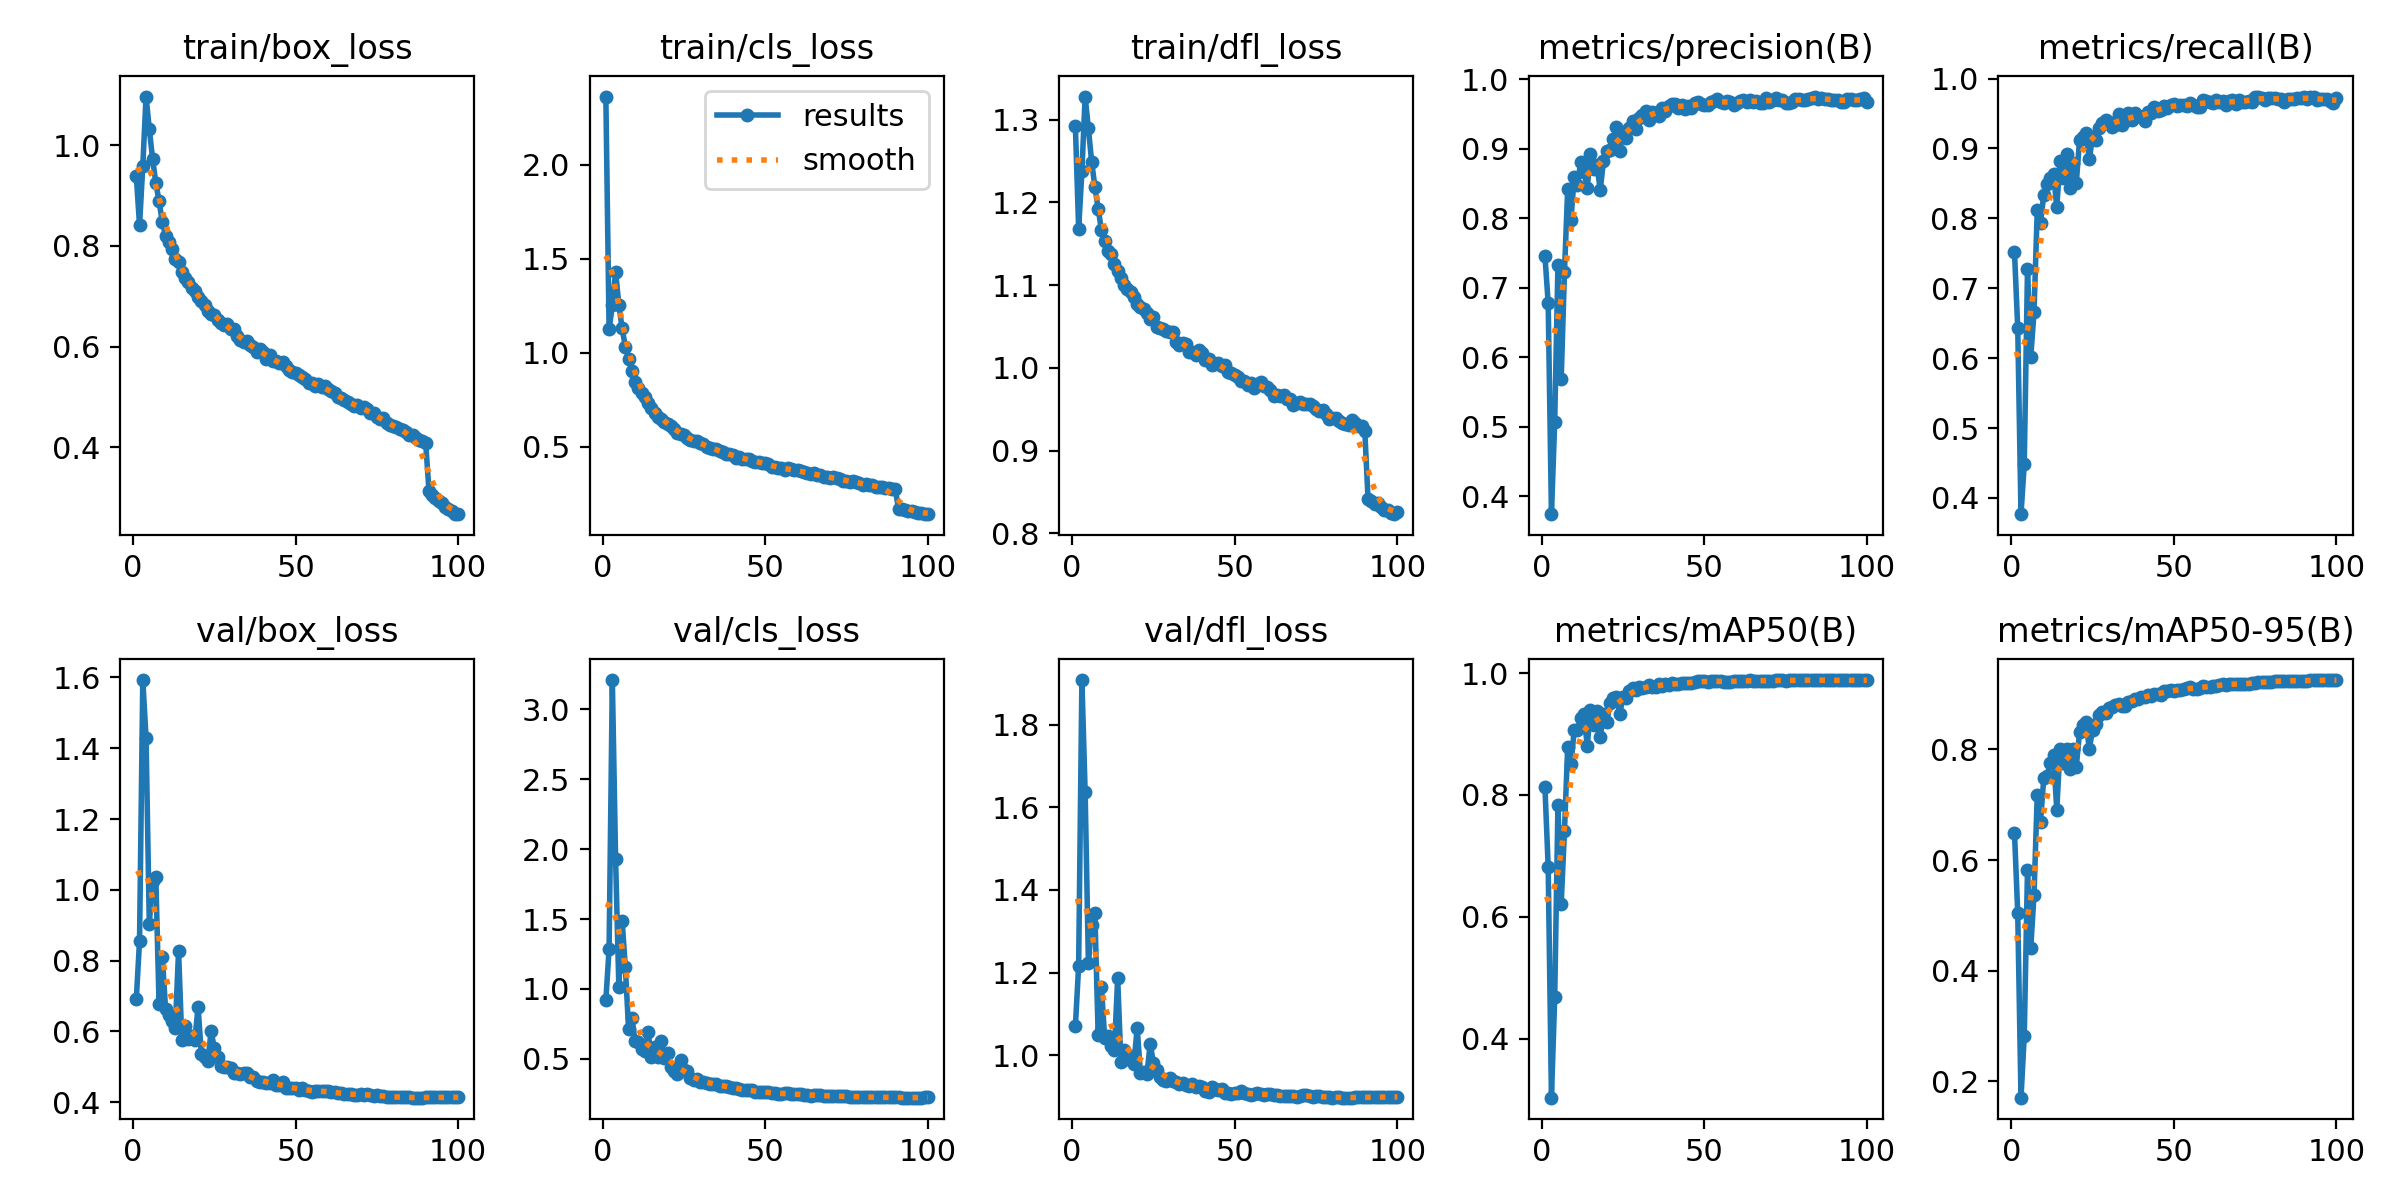 train/box_loss
train/cls_loss
train/dfl_loss
metrics/precision(B)
metrics/recall(B)
1.0
0.8
0.6
0.4
0 50 100
results
smooth
2.0
1.5
1.0
0.5
0 50 100
1.3
1.2
1.1
1.0
0.9
0.8
0 50 100
1.0
0.9
0.8
0.7
0.6
0.5
0.4
0 50 100
1.0
0.9
0.8
0.7
0.6
0.5
0.4
0 50 100
val/box_loss
val/cls_loss
val/dfl_loss
metrics/mAP50(B)
metrics/mAP50-95(B)
1.6
1.4
1.2
1.0
0.8
0.6
0.4
0 50 100
3.0
2.5
2.0
1.5
1.0
0.5
0 50 100
1.8
1.6
1.4
1.2
1.0
0 50 100
1.0
0.8
0.6
0.4
0 50 100
0.8
0.6
0.4
0.2
0 50 100